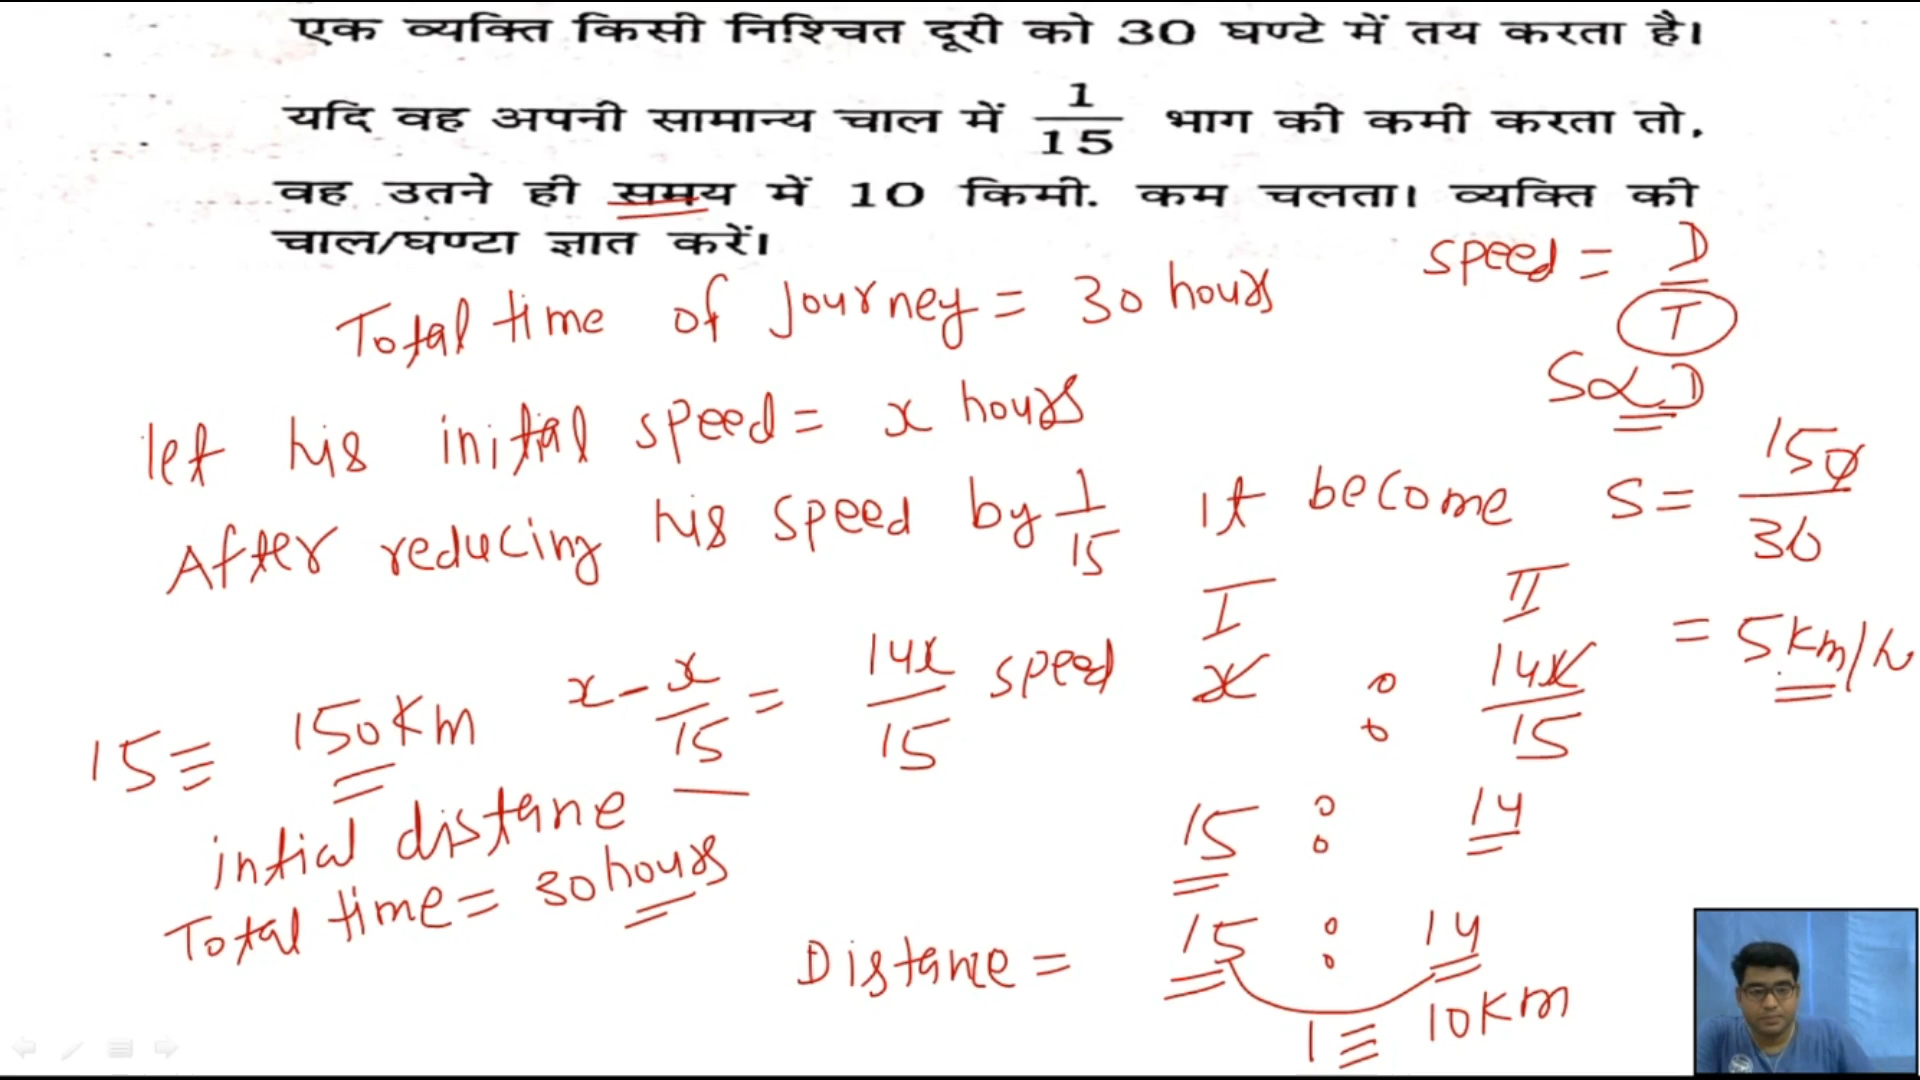 एक व्यक्ति किसी निश्चित दूरी को 30 घण्टे में तय करता है।
यदि वह अपनी सामान्य चाल में 1/15 भाग की कमी करता तो,
वह उतने ही समय में 10 किमी. कम चलता। व्यक्ति की
चाल/घण्टा ज्ञात करें।
speed = D/T
Total time of Journey = 30 hours
S∝D
let his initial speed = x hours
After reducing his speed by 1/15 it become
S = 150/30
= 5 Km/h
I II
x - x/15 = 14x/15 speed x : 14x/15
15 ≡ 150 Km
15 : 14
intial distane
Total time = 30 hours
Distane = 15 : 14
1 ≡ 10 Km